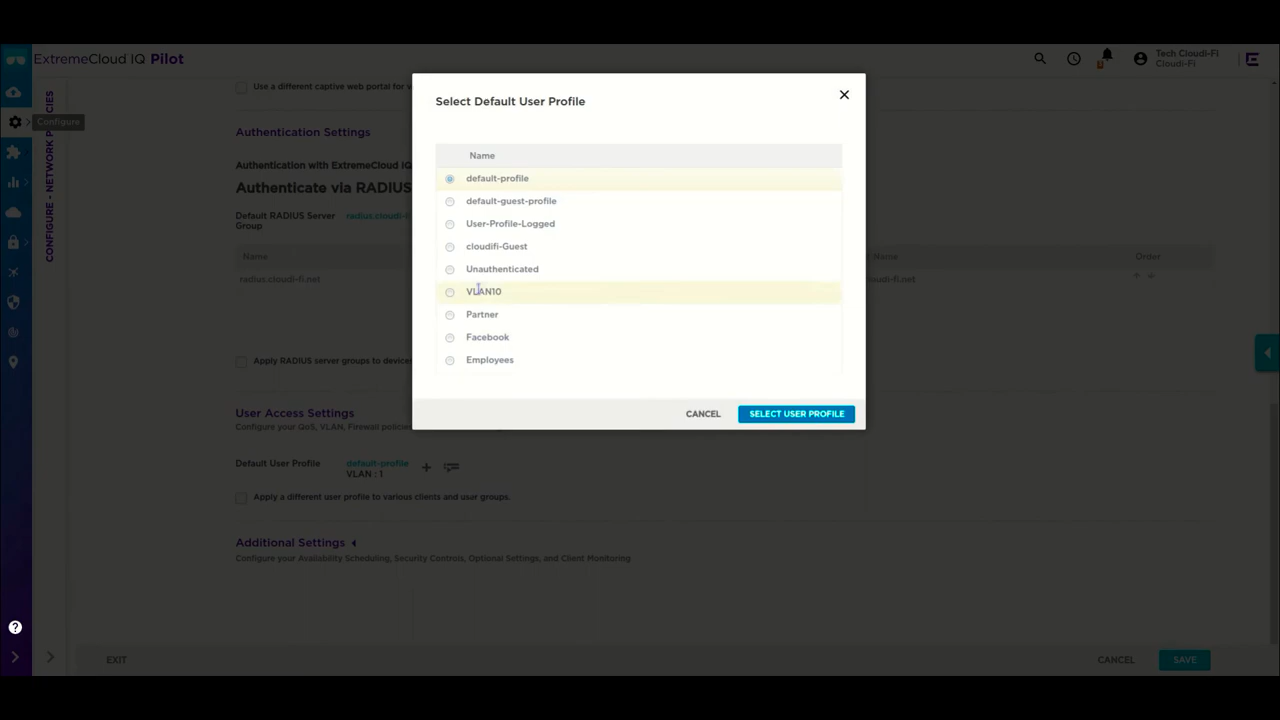 ExtremeCloud IQ Pilot
Tech Cloudi-Fi
Cloudi-Fi
Configure
CONFIGURE - NETWORK POLICIES
Use a different captive web portal for
Authentication Settings
Authentication with ExtremeCloud IQ
Authenticate via RADIUS
Default RADIUS Server
Group
radius.cloudi-fi
Name
Name
Order
radius.cloudi-fi.net
Apply RADIUS server groups to device
User Access Settings
Configure your QoS, VLAN, Firewall policies
Default User Profile
default-profile
VLAN : 1
Apply a different user profile to various clients and user groups.
Additional Settings
Configure your Availability Scheduling, Security Controls, Optional Settings, and Client Monitoring
EXIT
CANCEL
SAVE
Select Default User Profile
Name
default-profile
default-guest-profile
User-Profile-Logged
cloudifi-Guest
Unauthenticated
VLAN10
Partner
Facebook
Employees
CANCEL
SELECT USER PROFILE